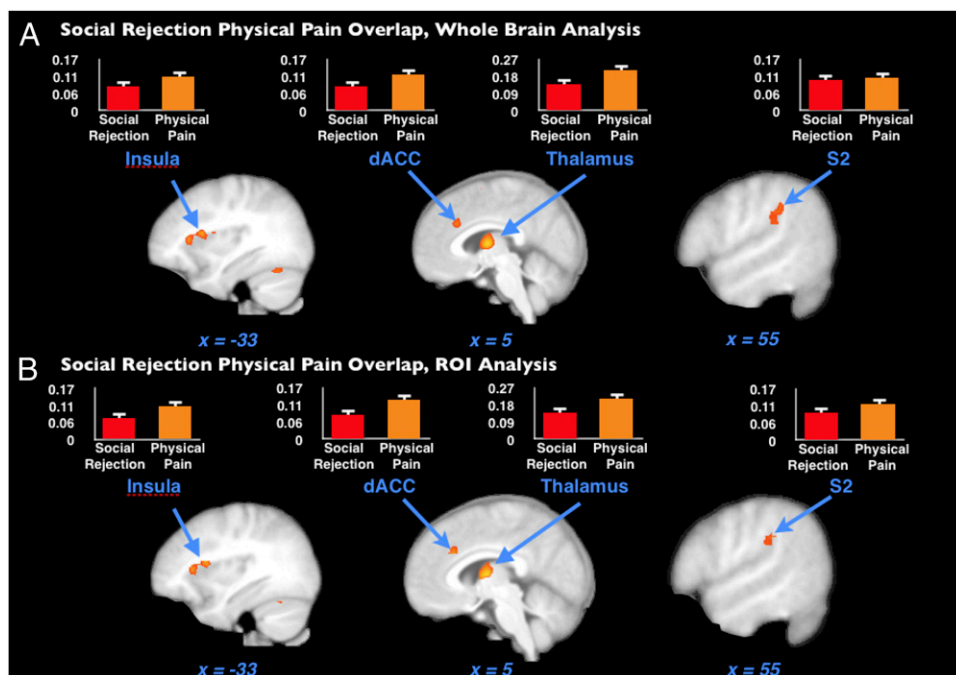 A Social Rejection Physical Pain Overlap, Whole Brain Analysis
0.17
0.11
0.06
0
Social Rejection
Physical Pain
Insula
0.17
0.11
0.06
0
Social Rejection
Physical Pain
dACC
0.27
0.18
0.09
0
Social Rejection
Physical Pain
Thalamus
0.17
0.11
0.06
0
Social Rejection
Physical Pain
S2
x = -33
x = 5
x = 55
B Social Rejection Physical Pain Overlap, ROI Analysis
0.17
0.11
0.06
0
Social Rejection
Physical Pain
Insula
0.17
0.11
0.06
0
Social Rejection
Physical Pain
dACC
0.27
0.18
0.09
0
Social Rejection
Physical Pain
Thalamus
0.17
0.11
0.06
0
Social Rejection
Physical Pain
S2
x = -33
x = 5
x = 55